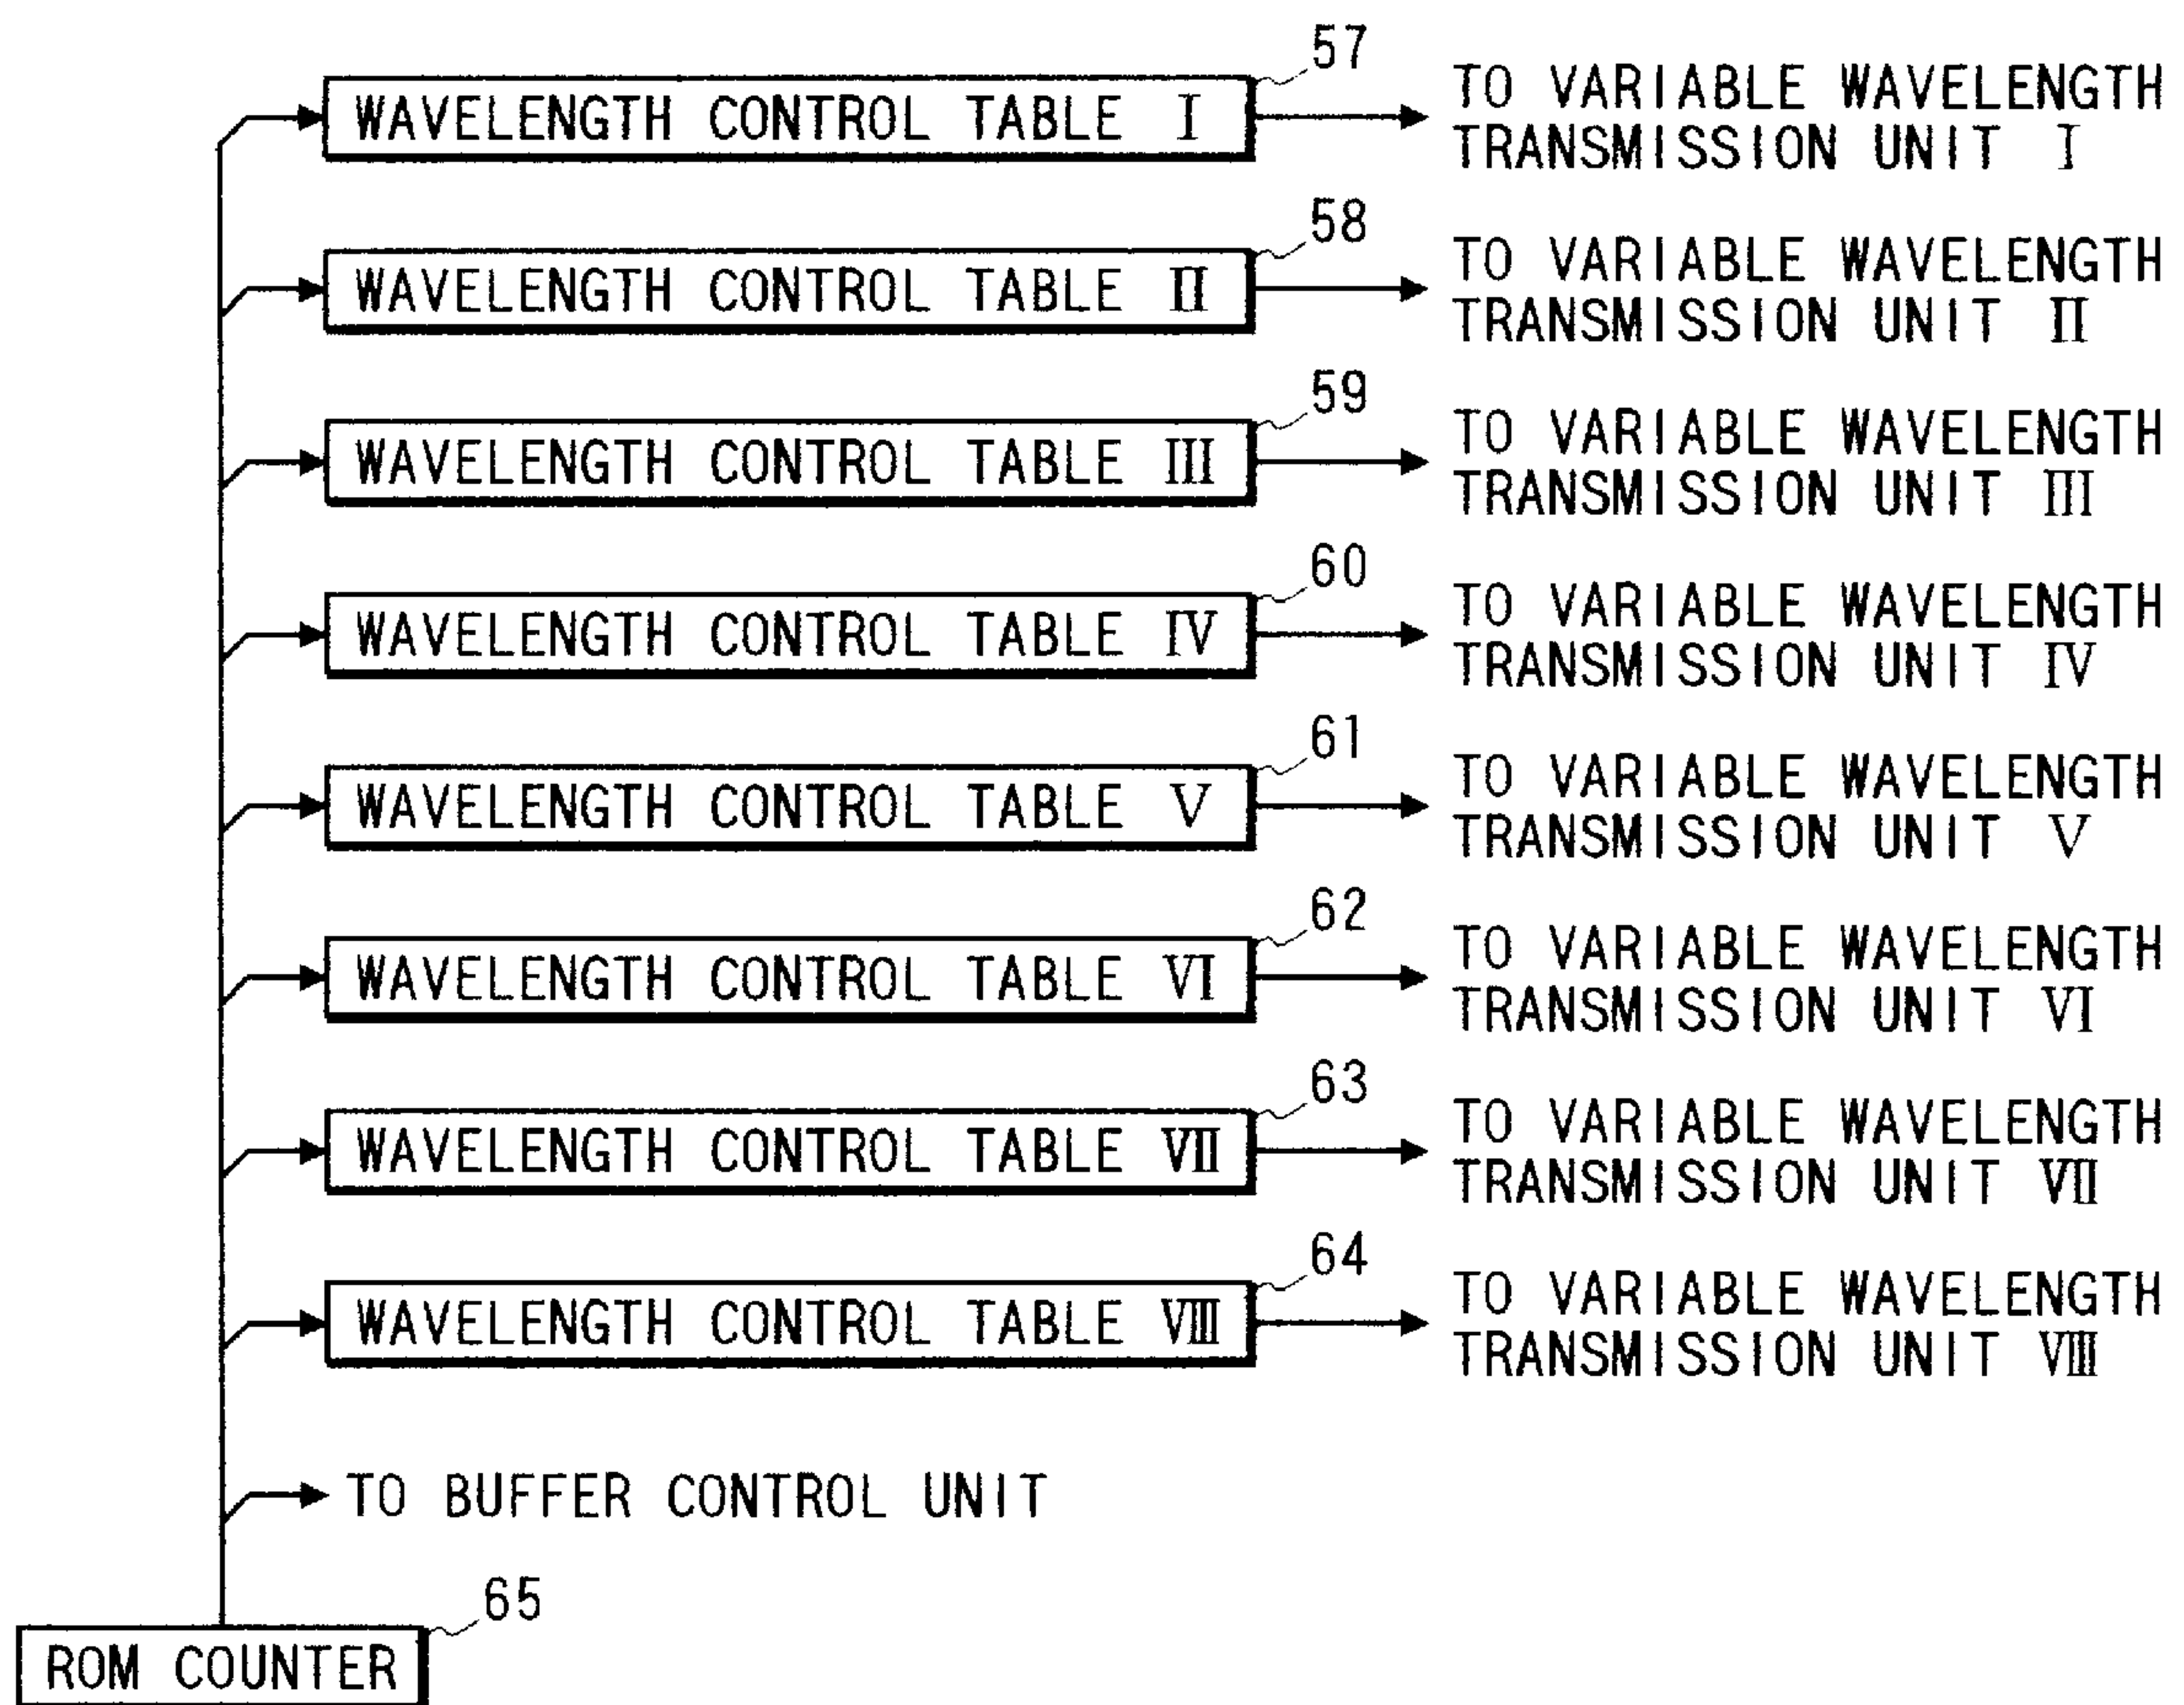 57
WAVELENGTH CONTROL TABLE I
TO VARIABLE WAVELENGTH
TRANSMISSION UNIT I
58
WAVELENGTH CONTROL TABLE II
TO VARIABLE WAVELENGTH
TRANSMISSION UNIT II
59
WAVELENGTH CONTROL TABLE III
TO VARIABLE WAVELENGTH
TRANSMISSION UNIT III
60
WAVELENGTH CONTROL TABLE IV
TO VARIABLE WAVELENGTH
TRANSMISSION UNIT IV
61
WAVELENGTH CONTROL TABLE V
TO VARIABLE WAVELENGTH
TRANSMISSION UNIT V
62
WAVELENGTH CONTROL TABLE VI
TO VARIABLE WAVELENGTH
TRANSMISSION UNIT VI
63
WAVELENGTH CONTROL TABLE VII
TO VARIABLE WAVELENGTH
TRANSMISSION UNIT VII
64
WAVELENGTH CONTROL TABLE VIII
TO VARIABLE WAVELENGTH
TRANSMISSION UNIT VIII
TO BUFFER CONTROL UNIT
65
ROM COUNTER